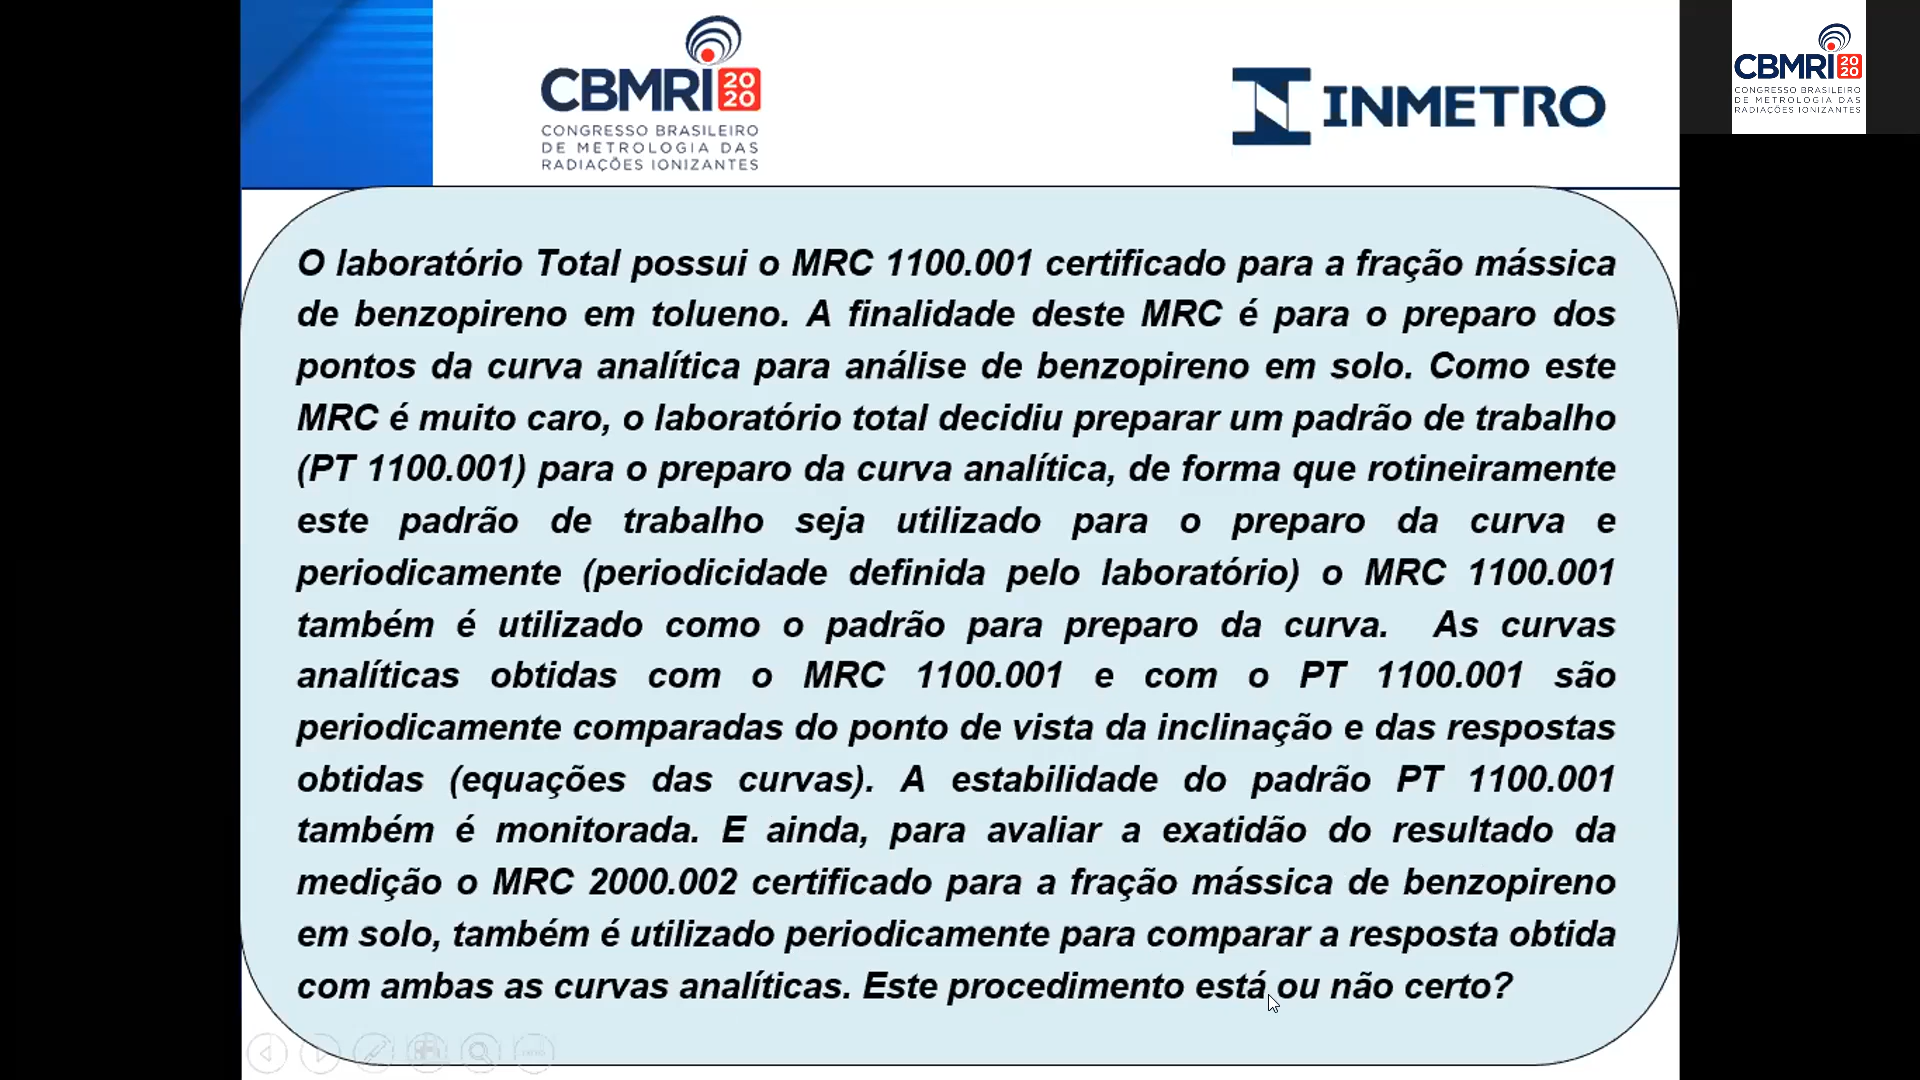 CBMRI 2020
CONGRESSO BRASILEIRO
DE METROLOGIA DAS
RADIAÇÕES IONIZANTES
INMETRO
CBMRI 2020
CONGRESSO BRASILEIRO
DE METROLOGIA DAS
RADIAÇÕES IONIZANTES
O laboratório Total possui o MRC 1100.001 certificado para a fração mássica
de benzopireno em tolueno. A finalidade deste MRC é para o preparo dos
pontos da curva analítica para análise de benzopireno em solo. Como este
MRC é muito caro, o laboratório total decidiu preparar um padrão de trabalho
(PT 1100.001) para o preparo da curva analítica, de forma que rotineiramente
este padrão de trabalho seja utilizado para o preparo da curva e
periodicamente (periodicidade definida pelo laboratório) o MRC 1100.001
também é utilizado como o padrão para preparo da curva. As curvas
analíticas obtidas com o MRC 1100.001 e com o PT 1100.001 são
periodicamente comparadas do ponto de vista da inclinação e das respostas
obtidas (equações das curvas). A estabilidade do padrão PT 1100.001
também é monitorada. E ainda, para avaliar a exatidão do resultado da
medição o MRC 2000.002 certificado para a fração mássica de benzopireno
em solo, também é utilizado periodicamente para comparar a resposta obtida
com ambas as curvas analíticas. Este procedimento está ou não certo?